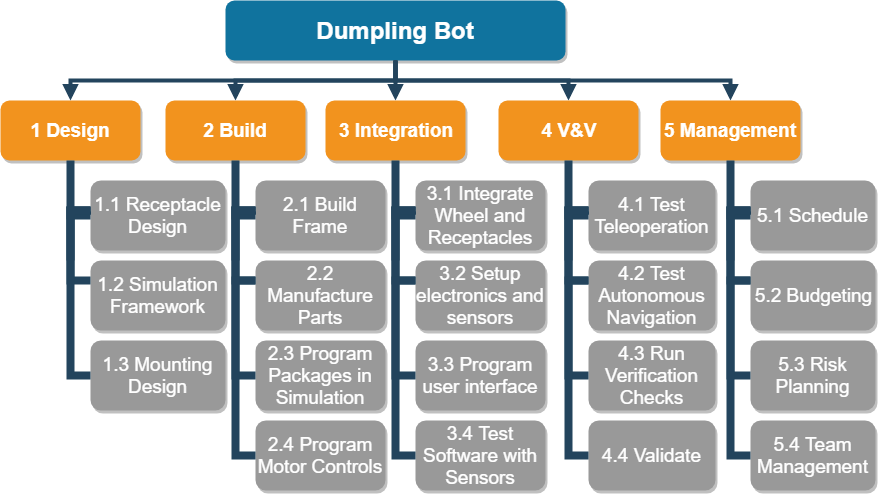 Dumpling Bot
1 Design
2 Build
3 Integration
4 V&V
5 Management
1.1 Receptacle
Design
1.2 Simulation
Framework
1.3 Mounting
Design
2.1 Build
Frame
2.2
Manufacture
Parts
2.3 Program
Packages in
Simulation
2.4 Program
Motor Controls
3.1 Integrate
Wheel and
Receptacles
3.2 Setup
electronics and
sensors
3.3 Program
user interface
3.4 Test
Software with
Sensors
4.1 Test
Teleoperation
4.2 Test
Autonomous
Navigation
4.3 Run
Verification
Checks
4.4 Validate
5.1 Schedule
5.2 Budgeting
5.3 Risk
Planning
5.4 Team
Management